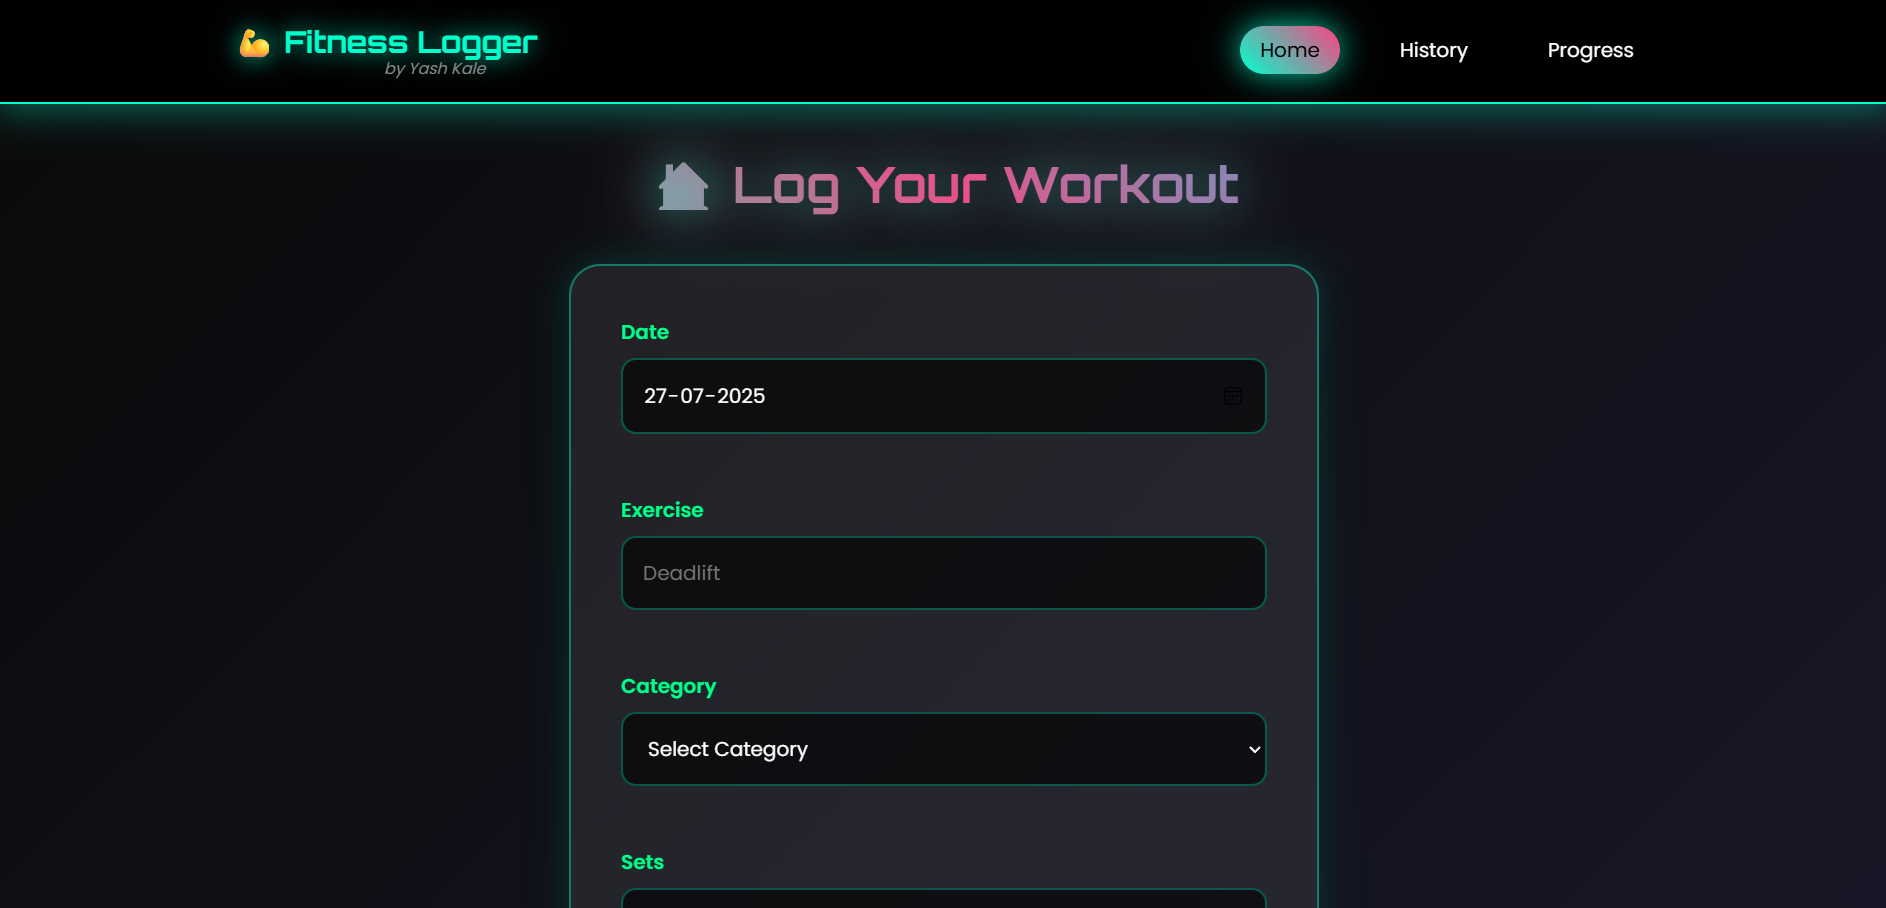 Fitness Logger
by Yash Kale
Home
History
Progress
Log Your Workout
Date
27-07-2025
Exercise
Deadlift
Category
Select Category
Sets